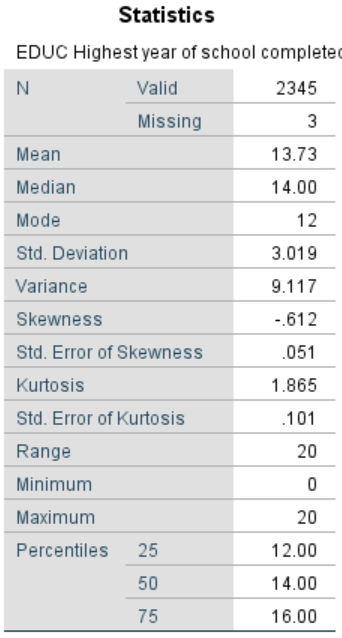 Statistics
EDUC Highest year of school completed
N Valid 2345
Missing 3
Mean 13.73
Median 14.00
Mode 12
Std. Deviation 3.019
Variance 9.117
Skewness -.612
Std. Error of Skewness .051
Kurtosis 1.865
Std. Error of Kurtosis .101
Range 20
Minimum 0
Maximum 20
Percentiles 25 12.00
50 14.00
75 16.00